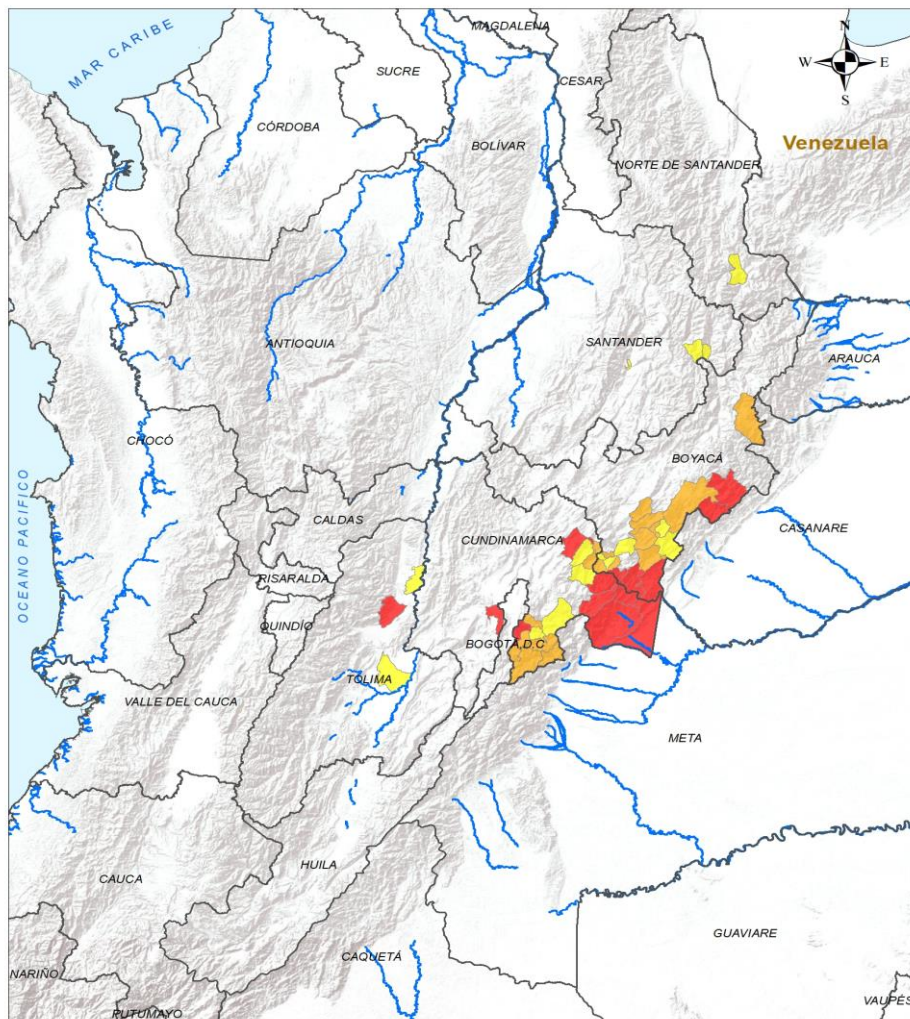 MAR CARIBE
MAGDALENA
N
W E
S
SUCRE
CESAR
CÓRDOBA
BOLÍVAR
Venezuela
NORTE DE SANTANDER
ANTIOQUIA
SANTANDER
ARAUCA
CHOCÓ
BOYACÁ
OCEANO PACIFICO
CALDAS
CUNDINAMARCA
CASANARE
RISARALDA
QUINDÍO
BOGOTÁ,D.C
TOLIMA
VALLE DEL CAUCA
META
HUILA
CAUCA
GUAVIARE
CAQUETÁ
NARIÑO
VAUPÉS
PUTUMAYO